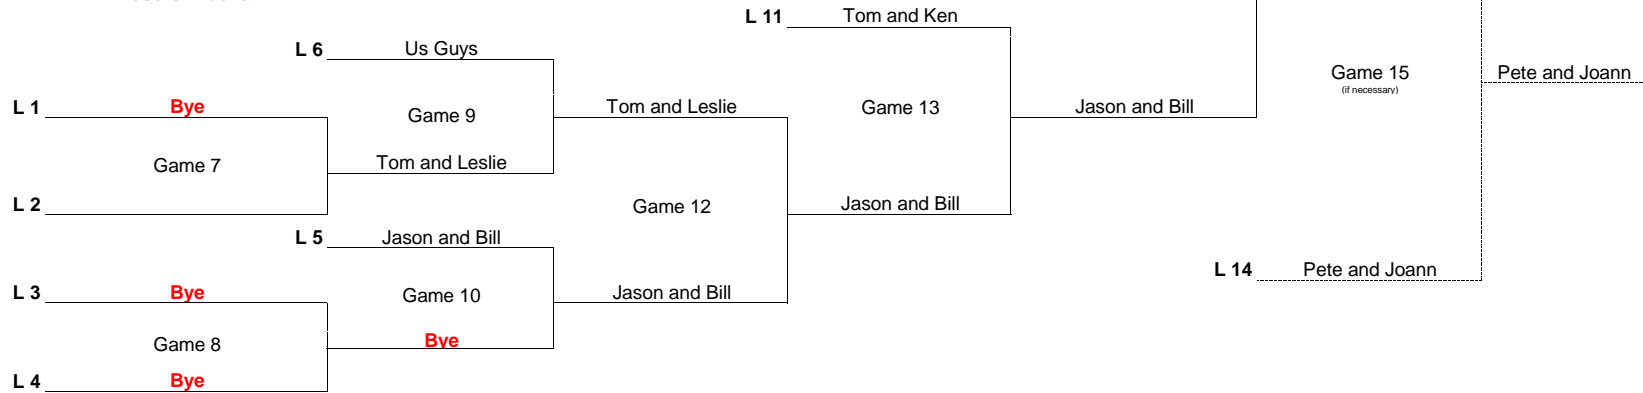 L 11 Tom and Ken
L 6 Us Guys
Game 15 Pete and Joann
(if necessary)
L 1 Bye Tom and Leslie Game 13 Jason and Bill
Game 9
Game 7 Tom and Leslie
L 2 Game 12 Jason and Bill
L 5 Jason and Bill
L 14 Pete and Joann
L 3 Bye Game 10 Jason and Bill
Game 8 Bye
L 4 Bye